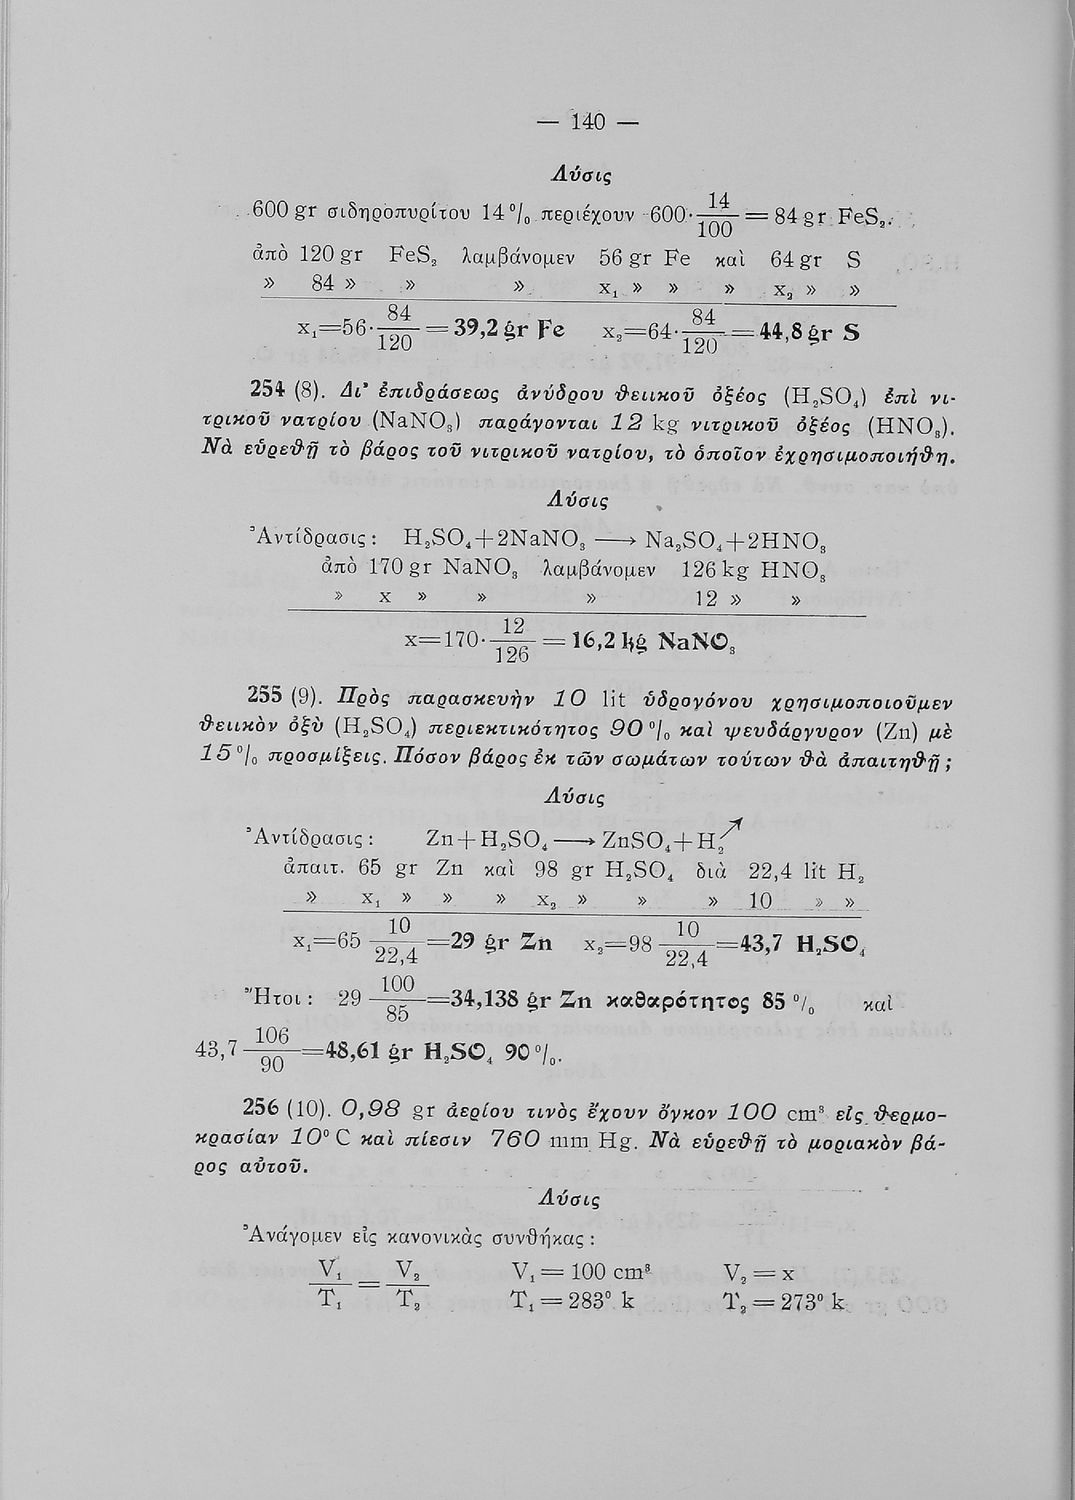 — 140 —
Λύσις
600 gr σιδηροπυρίτου 14 °/₀ περιέχουν 600·14/100 = 84 gr FeS₂.
ἀπὸ 120 gr FeS₂ λαμβάνομεν 56 gr Fe καὶ 64 gr S
» 84 » » » x₁ » » » x₂ » »
x₁=56·84/120 = 39,2 gr Fe x₂=64·84/120 = 44,8 gr S
254 (8). Δι' ἐπιδράσεως ἀνύδρου θειικοῦ ὀξέος (H₂SO₄) ἐπὶ νι-
τρικοῦ νατρίου (NaNO₃) παράγονται 12 kg νιτρικοῦ ὀξέος (HNO₃).
Νὰ εὑρεθῇ τὸ βάρος τοῦ νιτρικοῦ νατρίου, τὸ ὁποῖον ἐχρησιμοποιήθη.
Λύσις
Ἀντίδρασις : H₂SO₄+2NaNO₃ ⟶ Na₂SO₄+2HNO₃
ἀπὸ 170 gr NaNO₃ λαμβάνομεν 126 kg HNO₃
» x » » » 12 » »
x=170·12/126 = 16,2 kg NaNO₃
255 (9). Πρὸς παρασκευὴν 10 lit ὑδρογόνου χρησιμοποιοῦμεν
θειικὸν ὀξὺ (H₂SO₄) περιεκτικότητος 90 °/₀ καὶ ψευδάργυρον (Zn) μὲ
15 °/₀ προσμίξεις. Πόσον βάρος ἐκ τῶν σωμάτων τούτων θὰ ἀπαιτηθῇ ;
Λύσις
Ἀντίδρασις : Zn+H₂SO₄ ⟶ ZnSO₄+H₂↗
ἀπαιτ. 65 gr Zn καὶ 98 gr H₂SO₄ διὰ 22,4 lit H₂
» x₁ » » » x₂ » » » 10 » »
x₁=65 10/22,4 =29 gr Zn x₂=98 10/22,4 =43,7 H₂SO₄
Ἤτοι : 29 100/85 =34,138 gr Zn καθαρότητος 85 °/₀ καὶ
43,7 106/90 =48,61 gr H₂SO₄ 90 °/₀.
256 (10). 0,98 gr ἀερίου τινὸς ἔχουν ὄγκον 100 cm³ εἰς θερμο-
κρασίαν 10° C καὶ πίεσιν 760 mm Hg. Νὰ εὑρεθῇ τὸ μοριακὸν βά-
ρος αὐτοῦ.
Λύσις
Ἀνάγομεν εἰς κανονικὰς συνθήκας :
V₁/T₁ = V₂/T₂ V₁ = 100 cm³ V₂ = x
T₁ = 283° k T₂ = 273° k